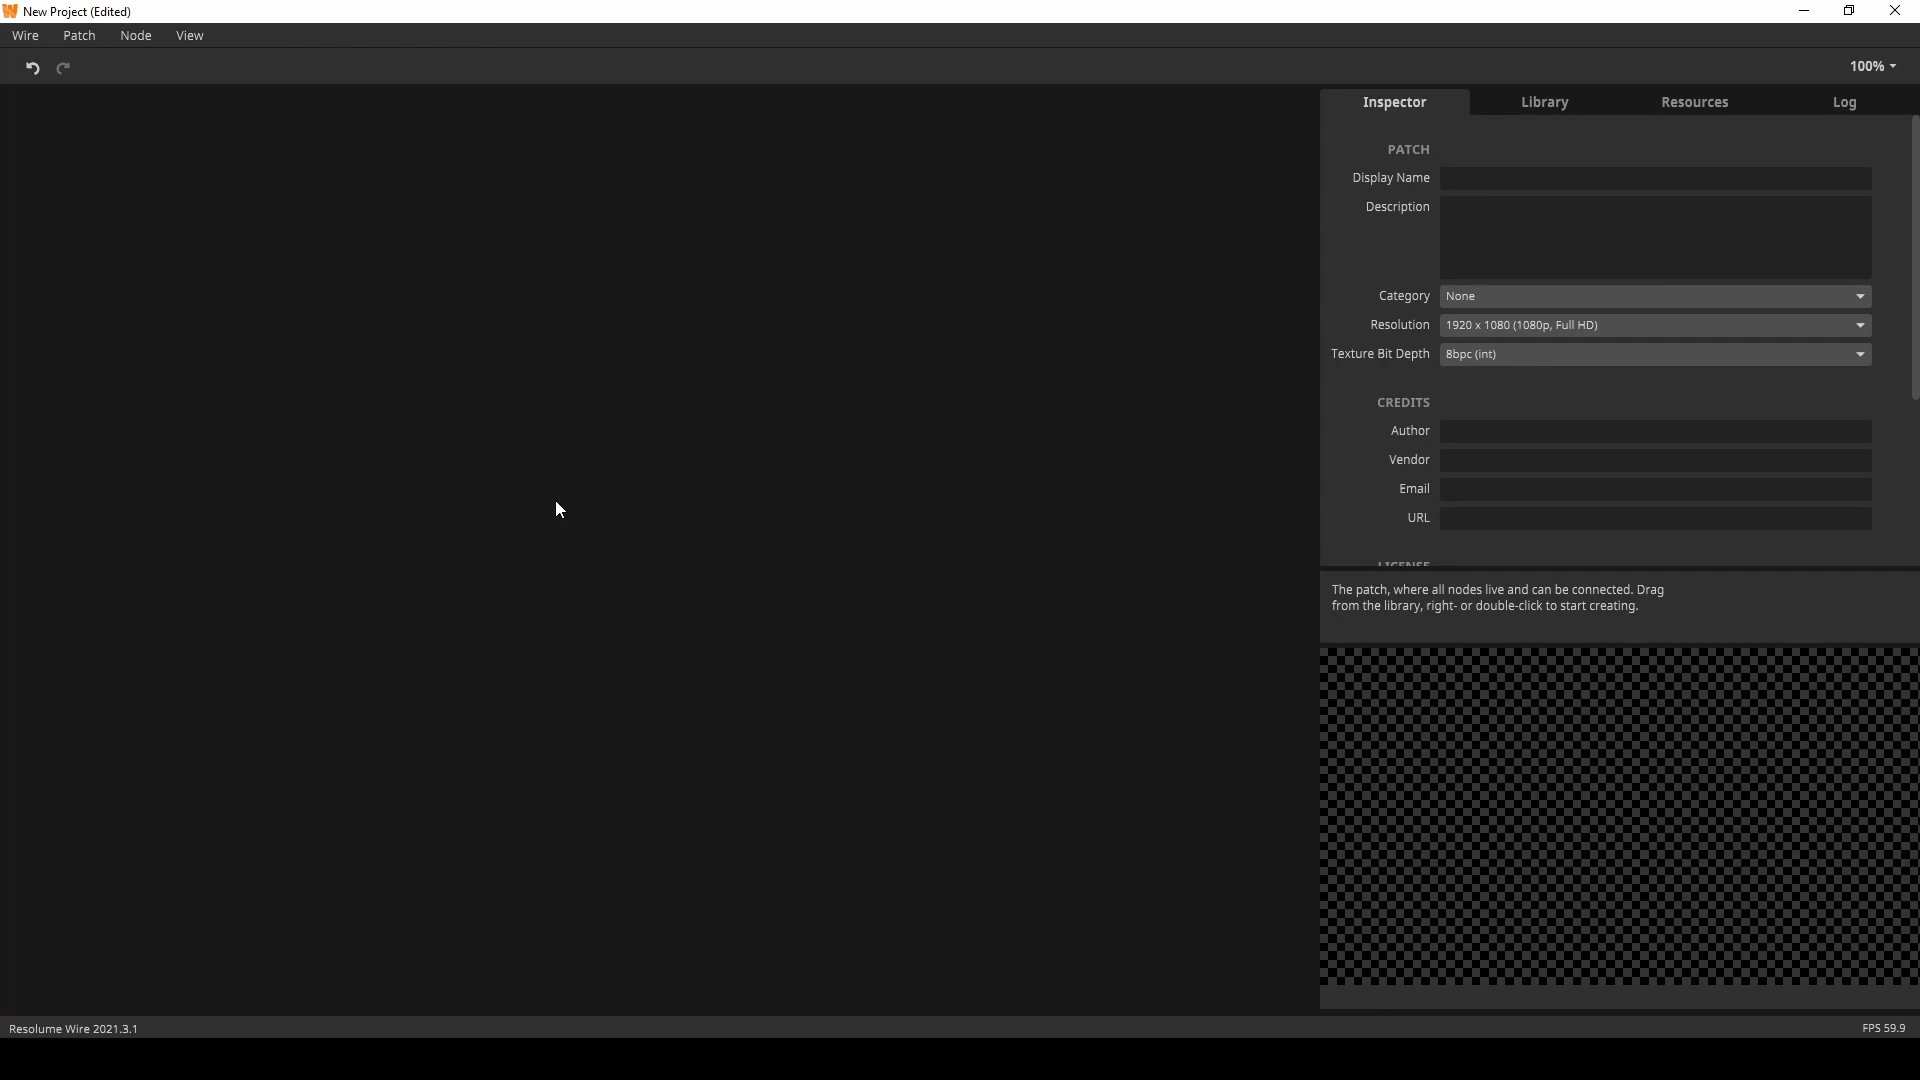 New Project (Edited)
Wire Patch Node View
100%
Inspector Library Resources Log
PATCH
Display Name
Description
Category None
Resolution 1920 x 1080 (1080p, Full HD)
Texture Bit Depth 8bpc (int)
CREDITS
Author
Vendor
Email
URL
LICENSE
The patch, where all nodes live and can be connected. Drag
from the library, right- or double-click to start creating.
Resolume Wire 2021.3.1
FPS 59.9